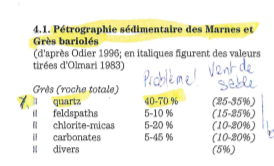 4.1. Pétrographie sédimentaire des Marnes et
Grès bariolés
(d'après Odier 1996; en italiques figurent des valeurs
tirées d'Olmari 1983)
Problème! Vent de
sable
Grès (roche totale)
quartz 40-70 % (25-35%)
feldspaths 5-10 % (15-25%)
chlorite-micas 5-20 % (10-20%)
carbonates 5-45 % (10-20%)
divers (5%)